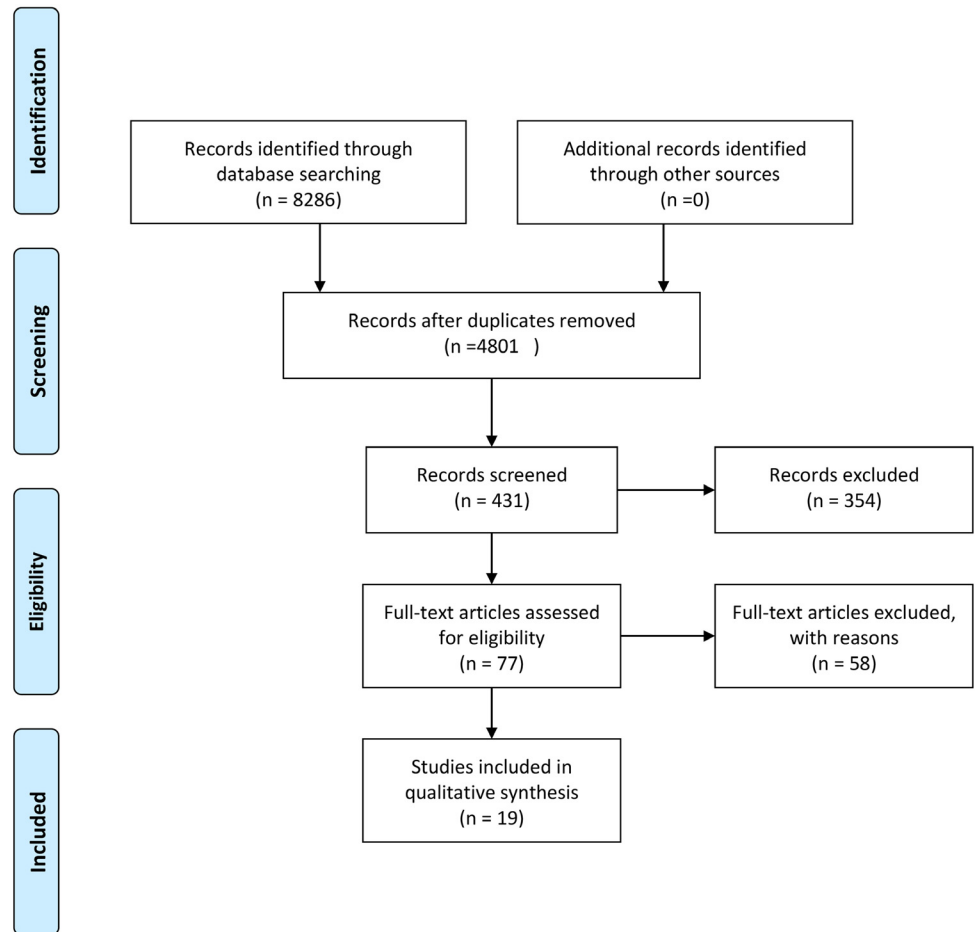 Identification
Records identified through
database searching
(n = 8286)
Additional records identified
through other sources
(n =0)
Screening
Records after duplicates removed
(n =4801   )
Records screened
(n = 431)
Records excluded
(n = 354)
Eligibility
Full-text articles assessed
for eligibility
(n = 77)
Full-text articles excluded,
with reasons
(n = 58)
Included
Studies included in
qualitative synthesis
(n = 19)